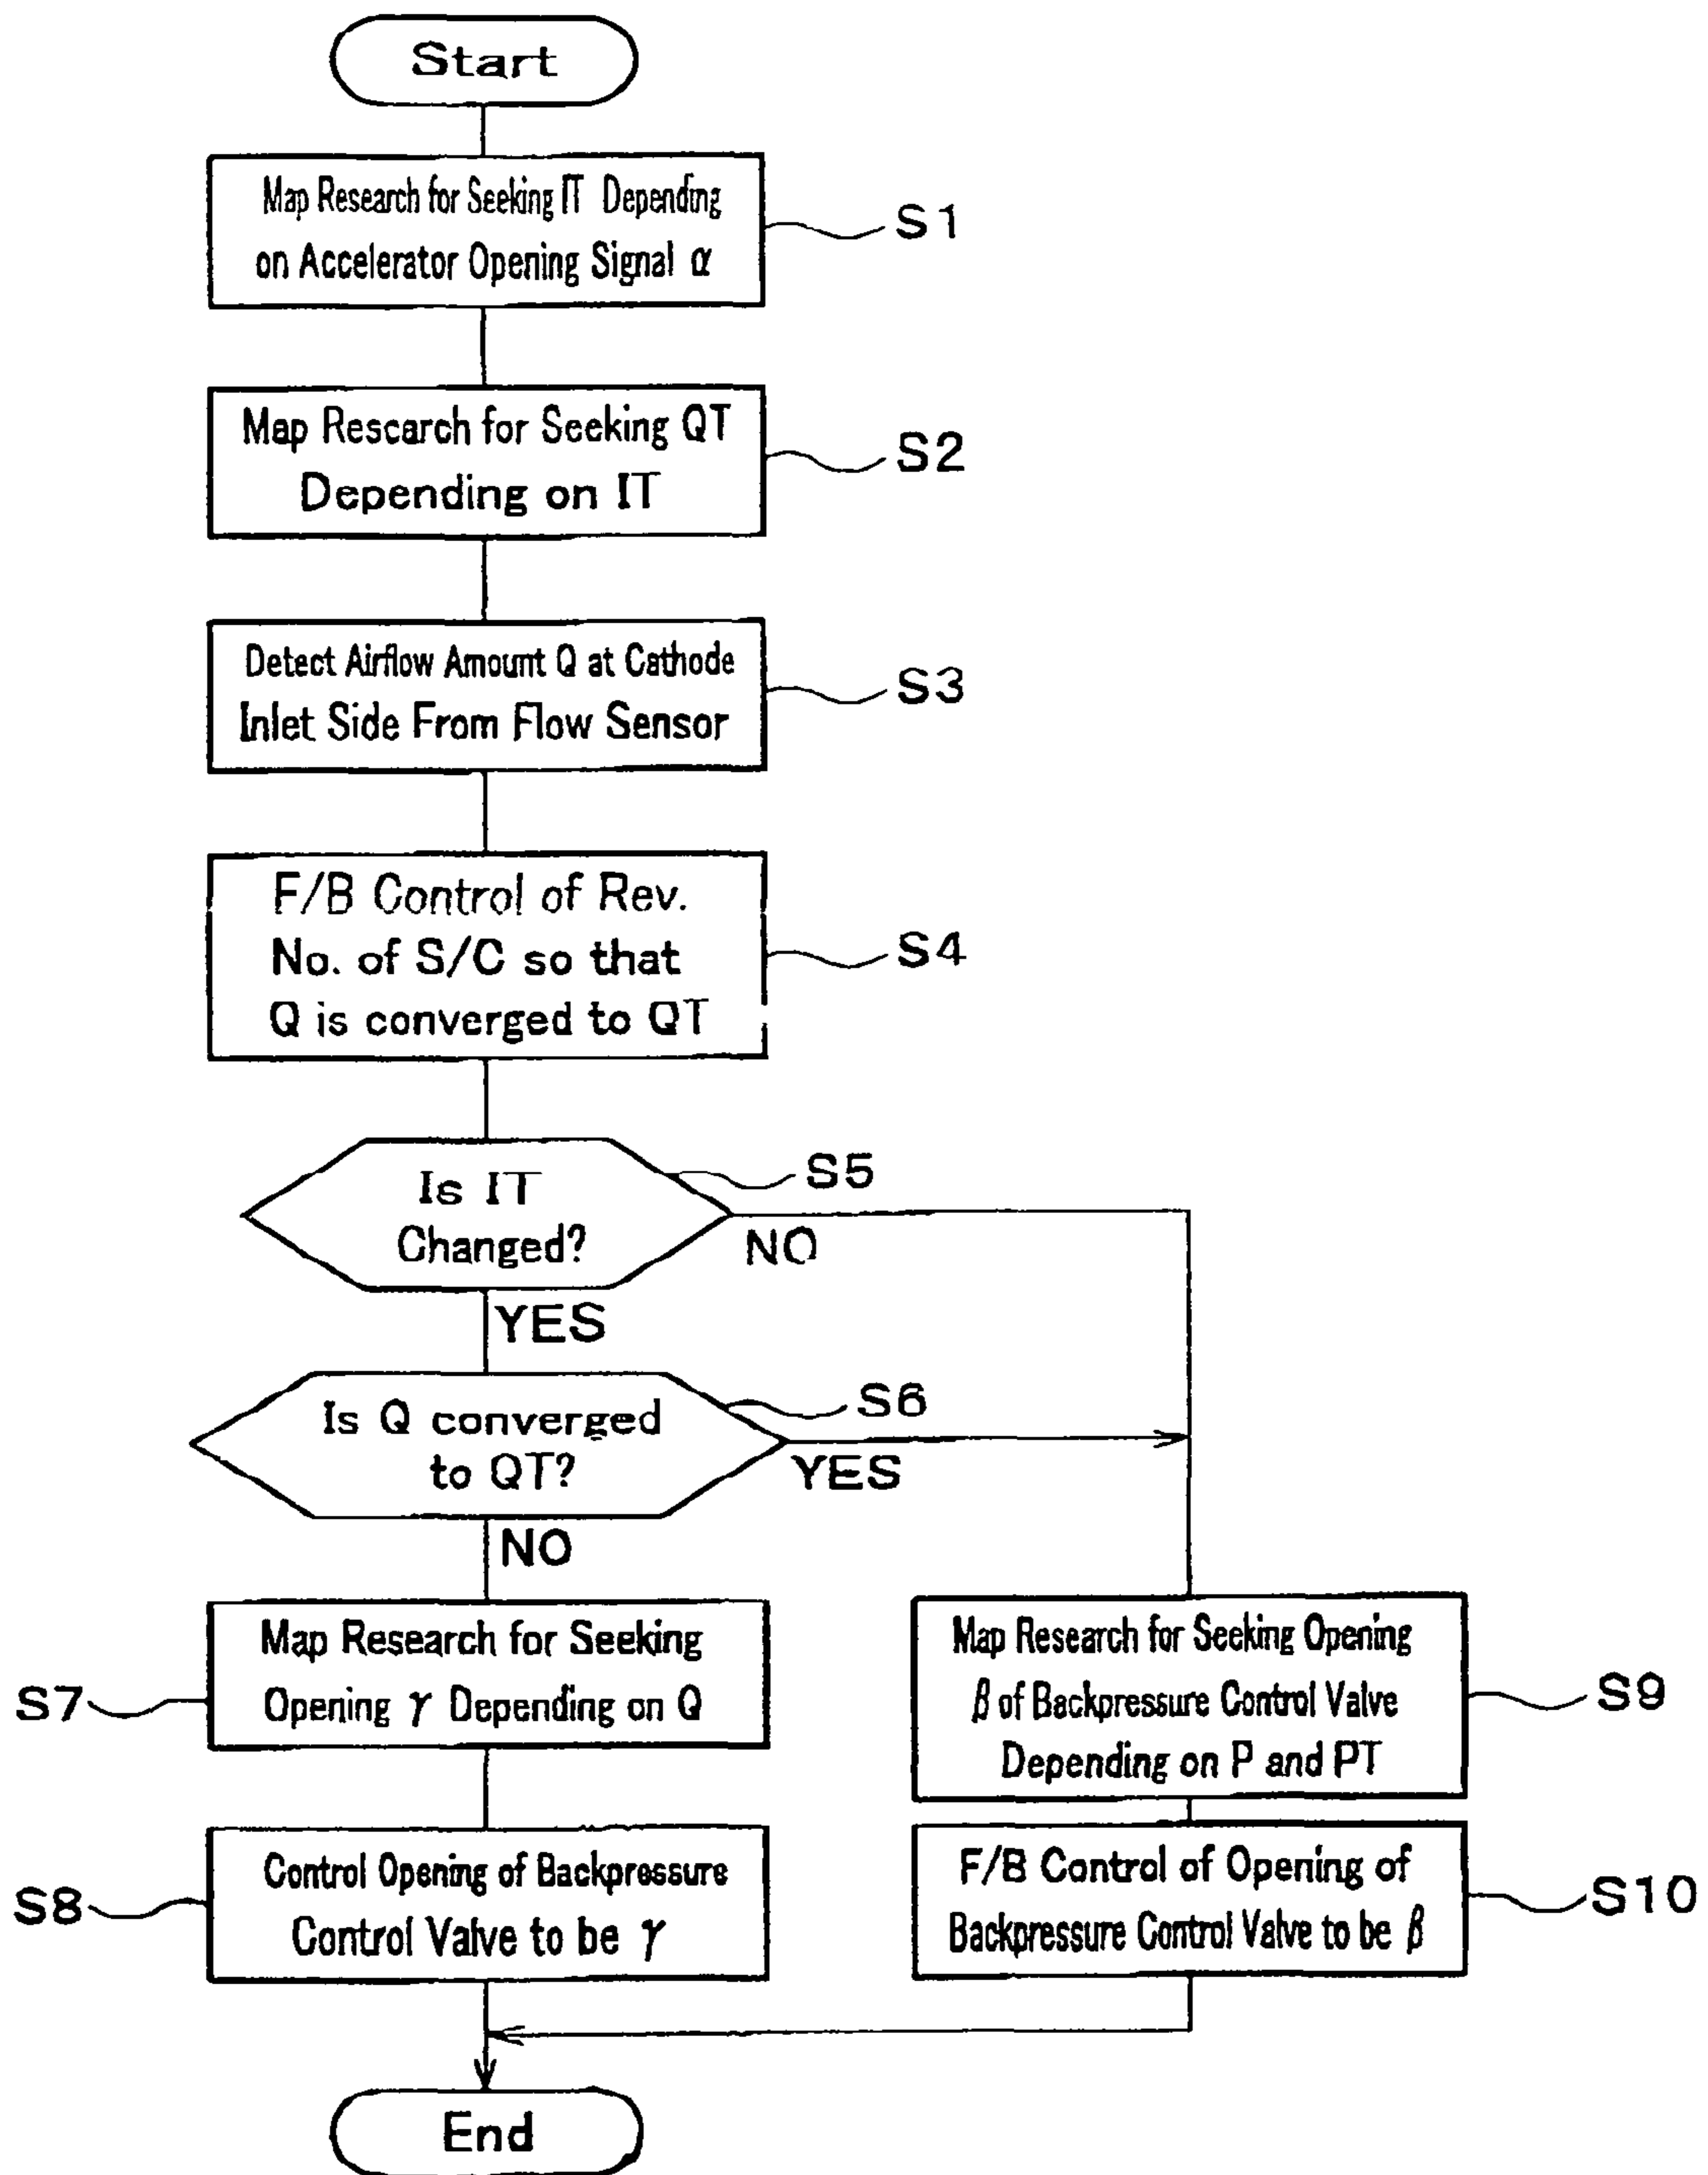 Start
Map Research for Seeking IT Depending
on Accelerator Opening Signal α
S1
Map Rescarch for Seeking QT
Depending on IT
S2
Detect Airflow Amount Q at Cathode
Inlet Side From Flow Sensor
S3
F/B Control of Rev.
No. of S/C so that
Q is converged to QT
S4
Is IT
Changed?
S5
NO
YES
Is Q converged
to QT?
S6
YES
NO
Map Research for Seeking
Opening γ Depending on Q
S7
Control Opening of Backpressure
Control Valve to be γ
S8
Map Research for Seeking Opening
β of Backpressure Control Valve
Depending on P and PT
S9
F/B Control of Opening of
Backpressure Control Valve to be β
S10
End